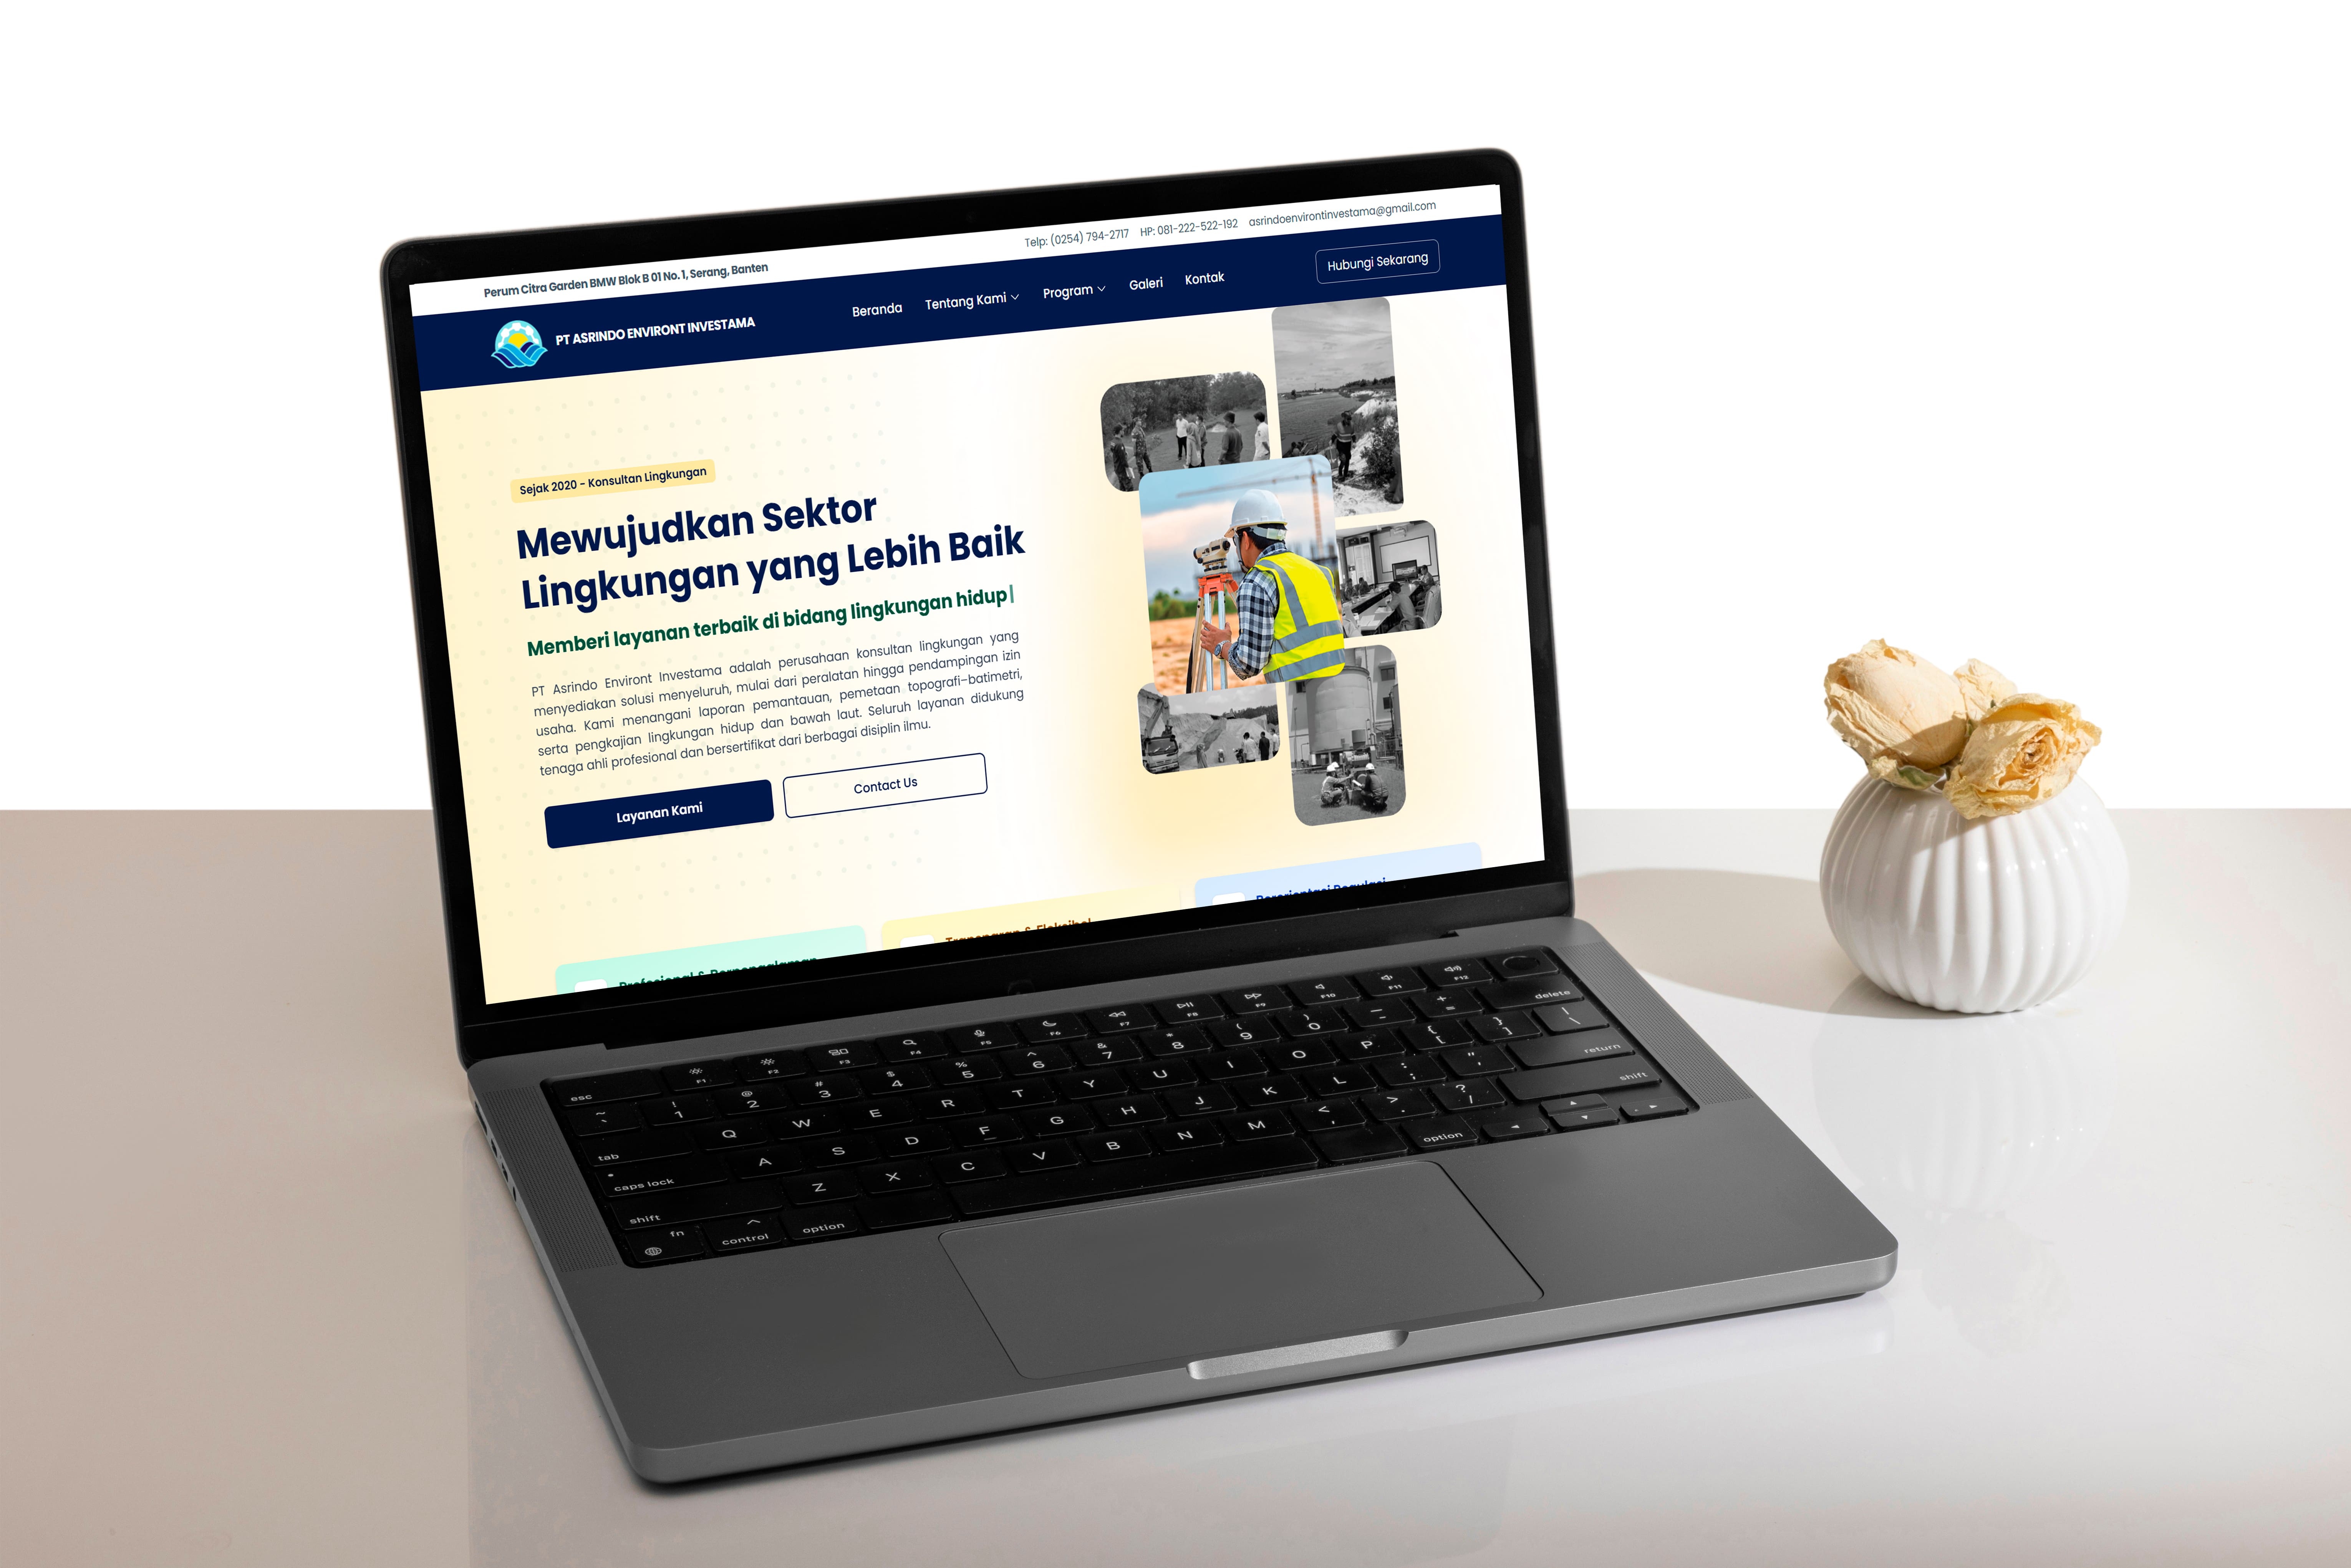 Perum Citra Garden BMW Blok B 01 No. 1, Serang, Banten
Telp: (0254) 794-2717 HP: 081-222-522-192 asrindoenvirontinvestama@gmail.com
PT ASRINDO ENVIRONT INVESTAMA
Beranda Tentang Kami Program Galeri Kontak
Hubungi Sekarang
Sejak 2020 - Konsultan Lingkungan
Mewujudkan Sektor
Lingkungan yang Lebih Baik
Memberi layanan terbaik di bidang lingkungan hidup
PT Asrindo Environt Investama adalah perusahaan konsultan lingkungan yang
menyediakan solusi menyeluruh, mulai dari peralatan hingga pendampingan izin
usaha. Kami menangani laporan pemantauan, pemetaan topografi-batimetri,
serta pengkajian lingkungan hidup dan bawah laut. Seluruh layanan didukung
tenaga ahli profesional dan bersertifikat dari berbagai disiplin ilmu.
Layanan Kami
Contact Us
Profesional & Berpengalaman
Transparan & Fleksibel
Berorientasi Regulasi
esc F1 F2 F3 F4 F5 F6 F7 F8 F9 F10 F11 F12
~ ` ! 1 @ 2 # 3 $ 4 % 5 ^ 6 & 7 * 8 ( 9 ) 0 _ - + = delete
tab Q W E R T Y U I O P { [ } ] | \
caps lock A S D F G H J K L : ; " ' return
shift Z X C V B N M < , > . ? / shift
fn control option option